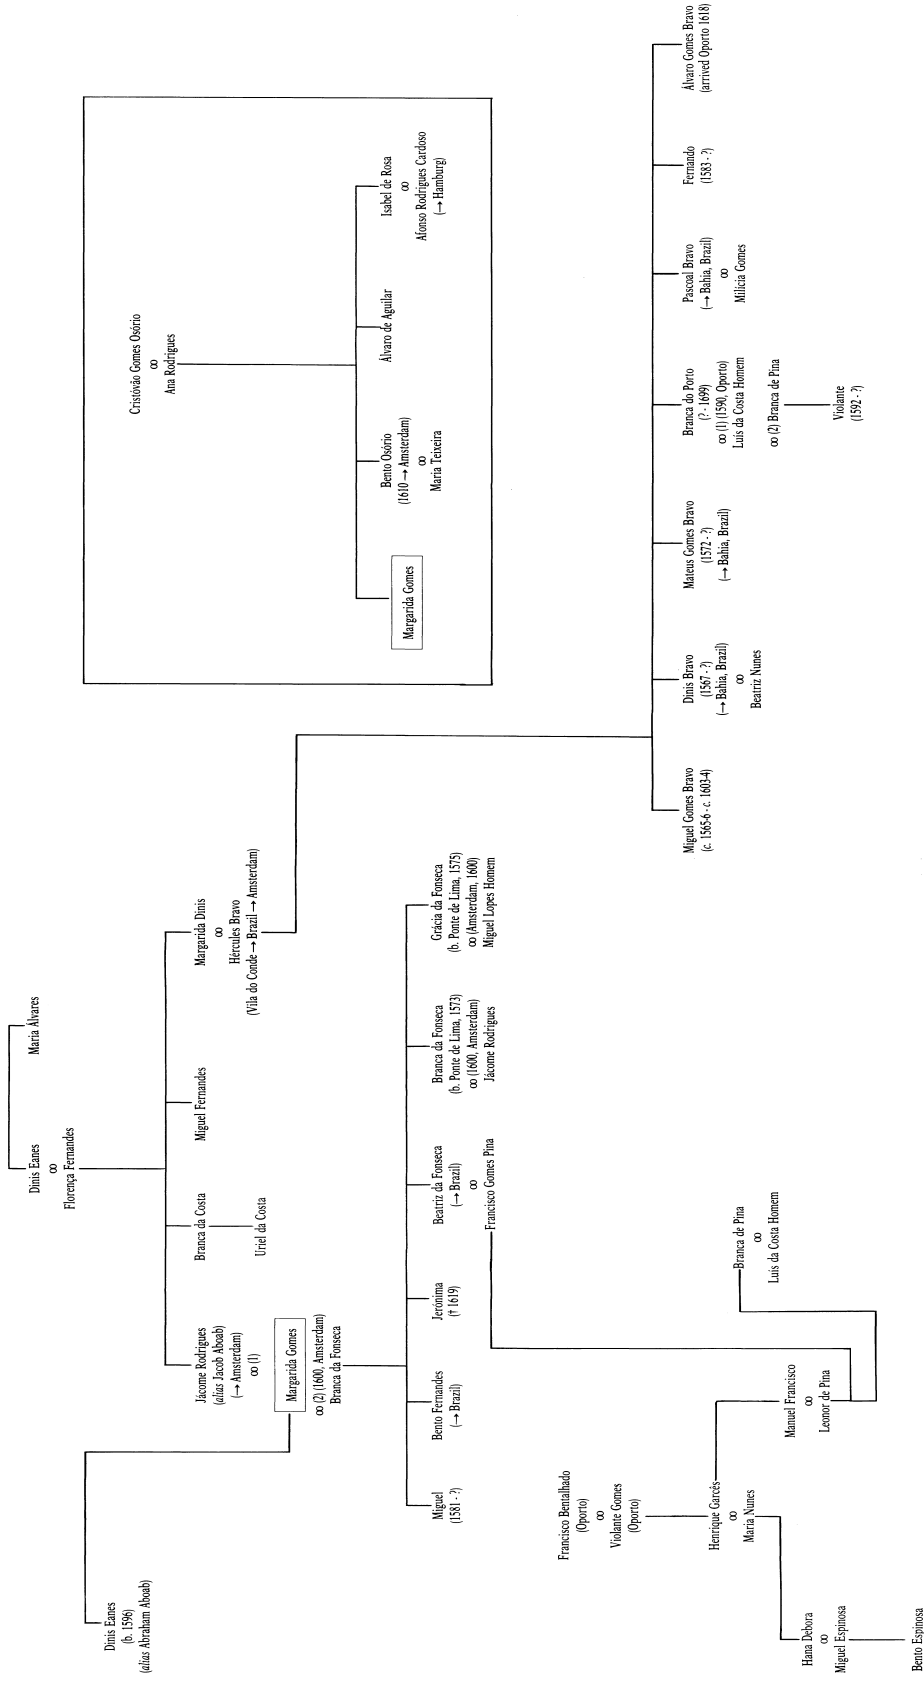 Dinis Eanes
∞
Florença Fernandes
Maria Álvares
Jácome Rodrigues
(alias Jacob Aboab)
(→ Amsterdam)
∞ (1)
Margarida Gomes
∞ (2) (1600, Amsterdam)
Branca da Fonseca
Branca da Costa
Uriel da Costa
Miguel Fernandes
Margarida Dinis
∞
Hércules Bravo
(Vila do Conde → Brazil → Amsterdam)
Dinis Eanes
(b. 1596)
(alias Abraham Aboab)
Miguel
(1581 - ?)
Bento Fernandes
(→ Brazil)
Jerónima
(† 1619)
Beatriz da Fonseca
(→ Brazil)
∞
Francisco Gomes Pina
Branca da Fonseca
(b. Ponte de Lima, 1573)
∞ (1600, Amsterdam)
Jácome Rodrigues
Grácia da Fonseca
(b. Ponte de Lima, 1575)
∞ (Amsterdam, 1600)
Miguel Lopes Homem
Francisco Bentalhado
(Oporto)
∞
Violante Gomes
(Oporto)
Henrique Garcês
∞
Maria Nunes
Manuel Francisco
∞
Leonor de Pina
Branca de Pina
∞
Luis da Costa Homem
Hana Debora
∞
Miguel Espinosa
Bento Espinosa
Cristóvão Gomes Osório
∞
Ana Rodrigues
Margarida Gomes
Bento Osório
(1610 → Amsterdam)
∞
Maria Teixeira
Álvaro de Aguilar
Isabel de Rosa
∞
Afonso Rodrigues Cardoso
(→ Hamburg)
Miguel Gomes Bravo
(c. 1565-6 - c. 1603-4)
Dinis Bravo
(1567 - ?)
(→ Bahia, Brazil)
∞
Beatriz Nunes
Mateus Gomes Bravo
(1572 - ?)
(→ Bahia, Brazil)
Branca do Porto
(? - 1699)
∞ (1) (1590, Oporto)
Luis da Costa Homem
∞ (2) Branca de Pina
Violante
(1592 - ?)
Pascoal Bravo
(→ Bahia, Brazil)
∞
Milicia Gomes
Fernando
(1583 - ?)
Álvaro Gomes Bravo
(arrived Oporto 1618)